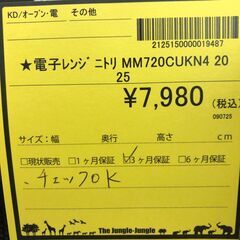 KD/オープン・電 その他
2125150000019487
★電子レンジ ニトリ MM720CUKN4 20
25
¥7,980 (税込)
090725
サイズ：幅 奥行 高さ cm
□現状販売 □1ヶ月保証 ☑3ヶ月保証 □6ヶ月保証
チェックOK
The Jungle-Jungle